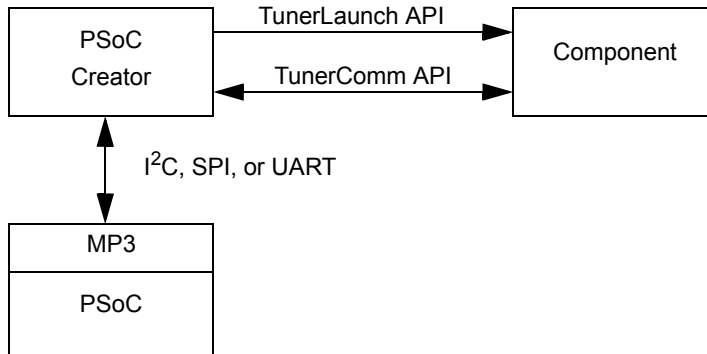 TunerLaunch API
PSoC
Creator
Component
TunerComm API
I²C, SPI, or UART
MP3
PSoC